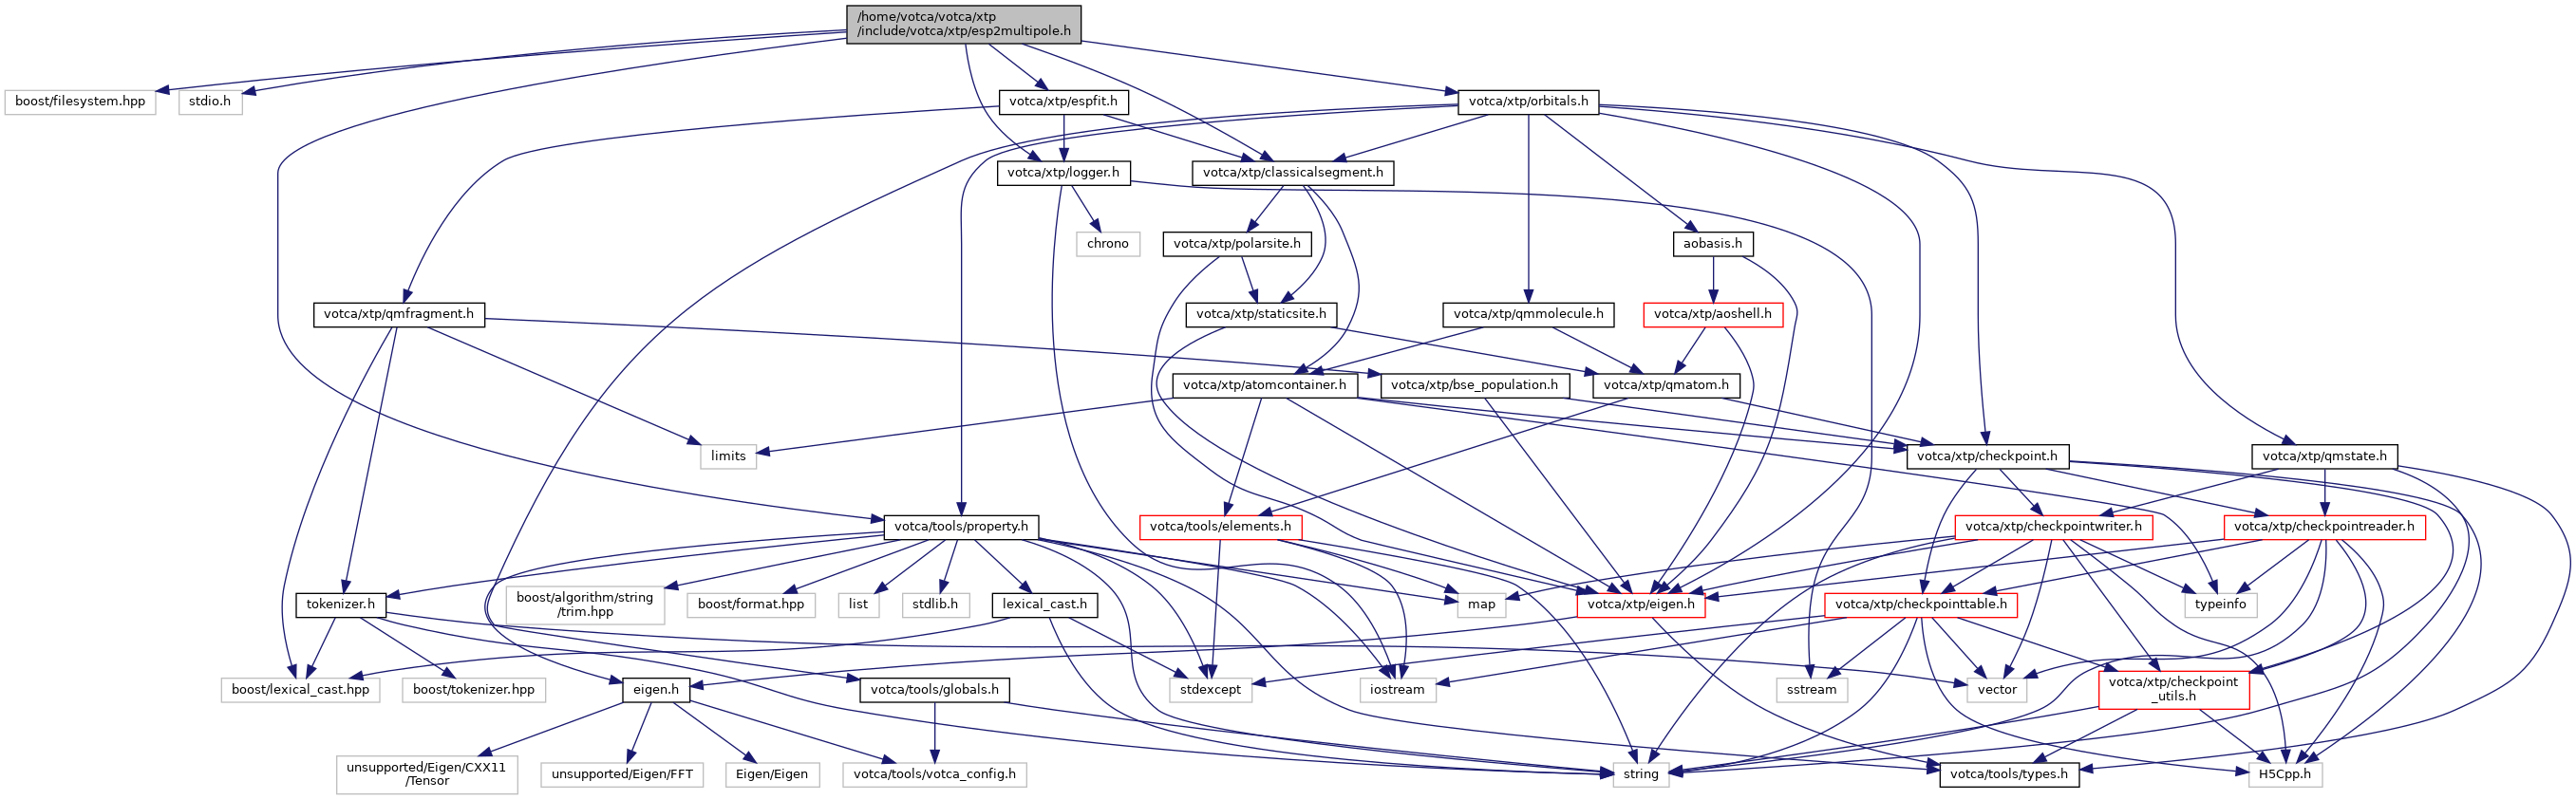 /home/votca/votca/xtp
/include/votca/xtp/esp2multipole.h
boost/filesystem.hpp
stdio.h
votca/xtp/espfit.h
votca/xtp/orbitals.h
votca/xtp/logger.h
votca/xtp/classicalsegment.h
chrono
votca/xtp/polarsite.h
aobasis.h
votca/xtp/qmfragment.h
votca/xtp/staticsite.h
votca/xtp/qmmolecule.h
votca/xtp/aoshell.h
votca/xtp/atomcontainer.h
votca/xtp/bse_population.h
votca/xtp/qmatom.h
limits
votca/xtp/checkpoint.h
votca/xtp/qmstate.h
votca/tools/property.h
votca/tools/elements.h
votca/xtp/checkpointwriter.h
votca/xtp/checkpointreader.h
tokenizer.h
boost/algorithm/string
/trim.hpp
boost/format.hpp
list
stdlib.h
lexical_cast.h
map
votca/xtp/eigen.h
votca/xtp/checkpointtable.h
typeinfo
boost/lexical_cast.hpp
boost/tokenizer.hpp
eigen.h
votca/tools/globals.h
stdexcept
iostream
sstream
vector
votca/xtp/checkpoint
_utils.h
unsupported/Eigen/CXX11
/Tensor
unsupported/Eigen/FFT
Eigen/Eigen
votca/tools/votca_config.h
string
votca/tools/types.h
H5Cpp.h